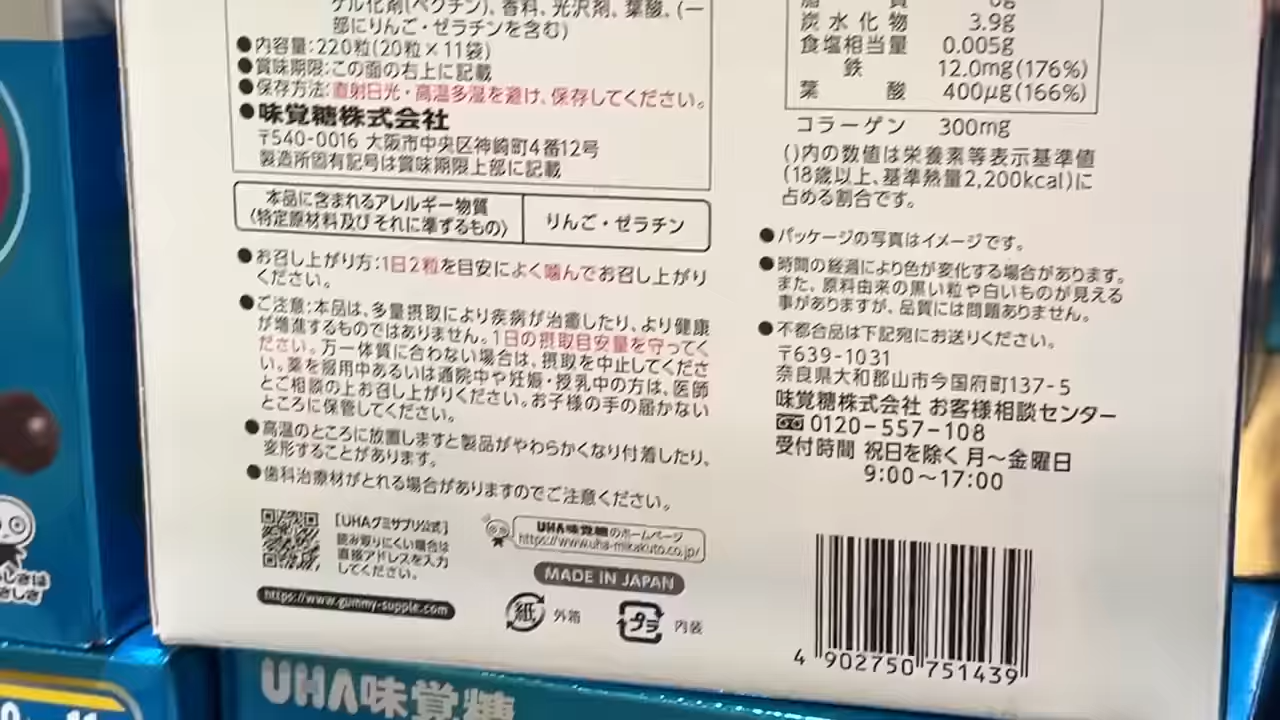 ゲル化剤(ペクチン)、香料、光沢剤、葉酸、(一
部にりんご・ゼラチンを含む)
●内容量:220粒(20粒×11袋)
●賞味期限:この面の右上に記載
●保存方法:直射日光・高温多湿を避け、保存してください。
●味覚糖株式会社
〒540-0016 大阪市中央区神崎町4番12号
製造所固有記号は賞味期限上部に記載
本品に含まれるアレルギー物質
(特定原材料及びそれに準ずるもの)
りんご・ゼラチン
●お召し上がり方:1日2粒を目安によく噛んでお召し上がり
ください。
●ご注意:本品は、多量摂取により疾病が治癒したり、より健康
が増進するものではありません。1日の摂取目安量を守ってく
ださい。万一体質に合わない場合は、摂取を中止してくださ
い。薬を服用中あるいは通院中や妊娠・授乳中の方は、医師
とご相談の上お召し上がりください。お子様の手の届かない
ところに保管してください。
●高温のところに放置しますと製品がやわらかくなり付着したり、
変形することがあります。
●歯科治療材がとれる場合がありますのでご注意ください。
[UHAグミサプリ公式]
読み取りにくい場合は
直接アドレスを入力
してください。
https://www.gummy-supple.com
UHA味覚糖のホームページ
https://www.uha-mikakuto.co.jp/
MADE IN JAPAN
紙 外箱
プラ 内装
脂質 0g
炭水化物 3.9g
食塩相当量 0.005g
鉄 12.0mg(176%)
葉酸 400μg(166%)
コラーゲン 300mg
()内の数値は栄養素等表示基準値
(18歳以上、基準熱量2,200kcal)に
占める割合です。
●パッケージの写真はイメージです。
●時間の経過により色が変化する場合があります。
また、原料由来の黒い粒や白いものが見える
事がありますが、品質には問題ありません。
●不都合品は下記宛にお送りください。
〒639-1031
奈良県大和郡山市今国府町137-5
味覚糖株式会社 お客様相談センター
0120-557-108
受付時間 祝日を除く月～金曜日
9:00～17:00
4 902750 751439
UHA味覚糖